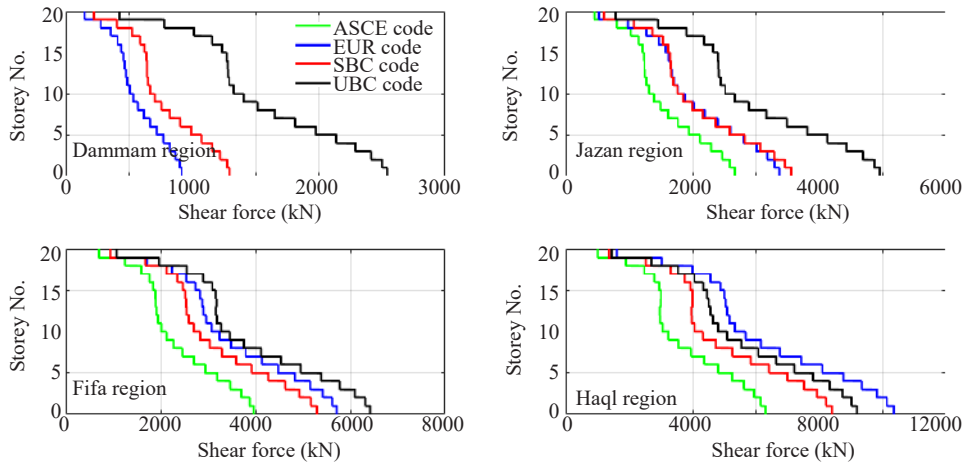 20
15
10
5
0
Storey No.
ASCE code
EUR code
SBC code
UBC code
Dammam region
0 1000 2000 3000
Shear force (kN)
20
15
10
5
0
Storey No.
Jazan region
0 2000 4000 6000
Shear force (kN)
20
15
10
5
0
Storey No.
Fifa region
0 2000 4000 6000 8000
Shear force (kN)
20
15
10
5
0
Storey No.
Haql region
0 4000 8000 12000
Shear force (kN)